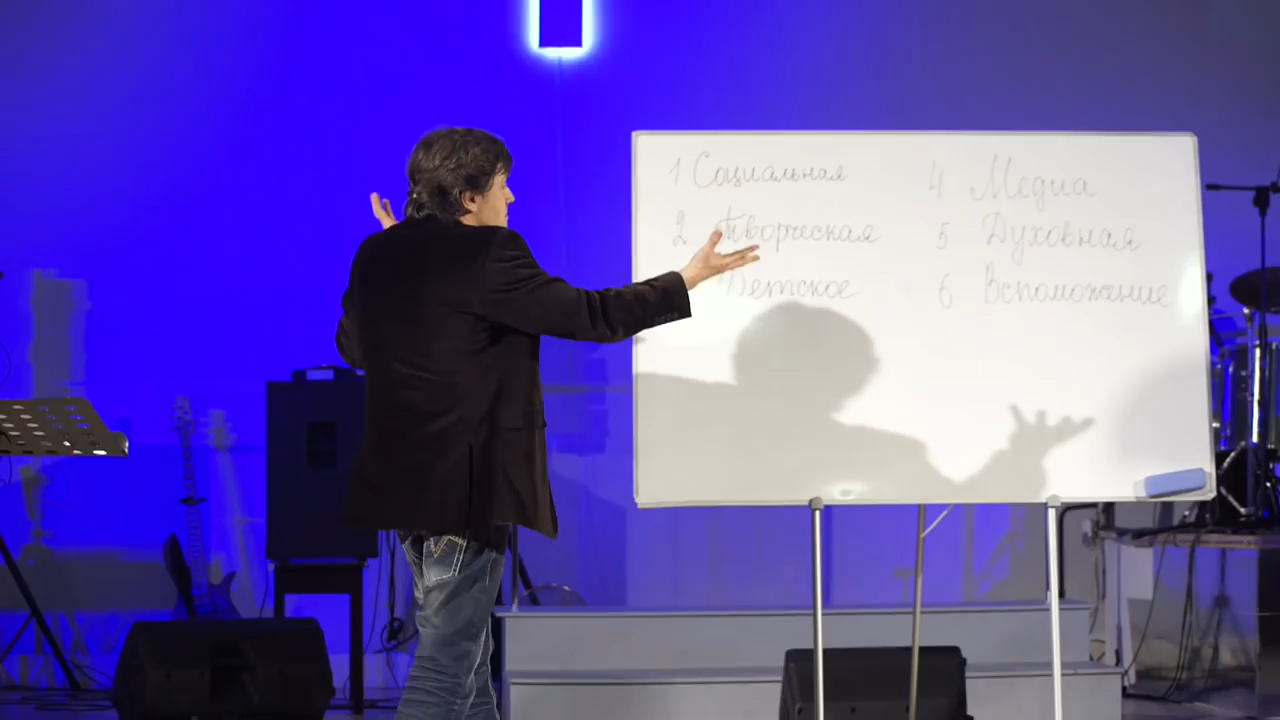 1 Социальная
2 Творческая
Детское
4 Медиа
5 Духовная
6 Вспоможение